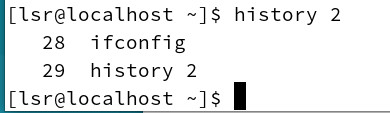 [lsr@localhost ~]$ history 2
28 ifconfig
29 history 2
[lsr@localhost ~]$